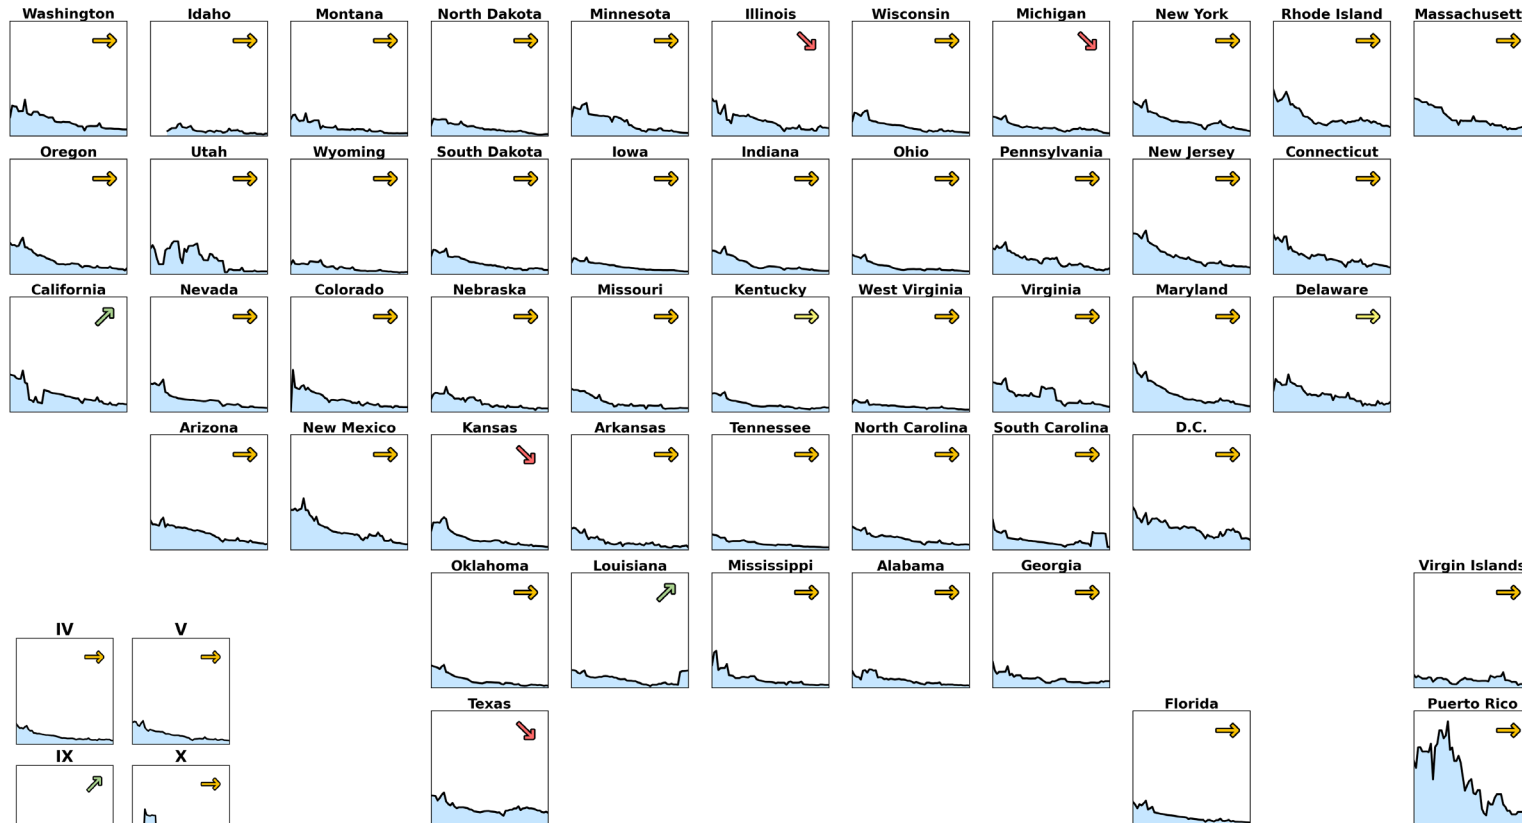 Washington Idaho Montana North Dakota Minnesota Illinois Wisconsin Michigan New York Rhode Island Massachusett
Oregon Utah Wyoming South Dakota Iowa Indiana Ohio Pennsylvania New Jersey Connecticut
California Nevada Colorado Nebraska Missouri Kentucky West Virginia Virginia Maryland Delaware
Arizona New Mexico Kansas Arkansas Tennessee North Carolina South Carolina D.C.
Oklahoma Louisiana Mississippi Alabama Georgia Virgin Islands
IV V
Texas Florida Puerto Rico
IX X